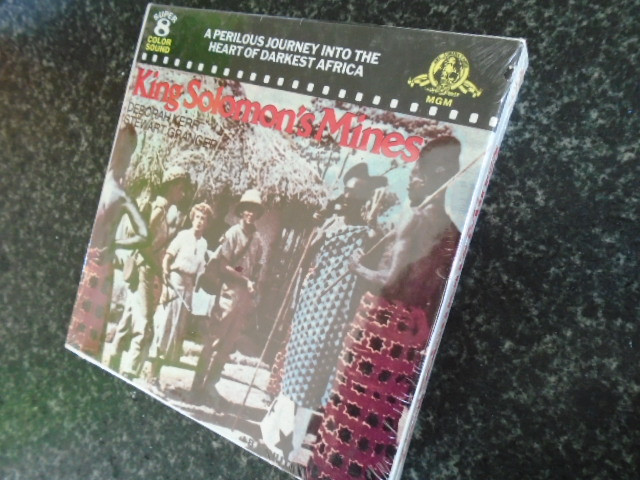 SUPER
8
COLOR
SOUND
A PERILOUS JOURNEY INTO THE
HEART OF DARKEST AFRICA
MGM
King Solomon's Mines
DEBORAH KERR
STEWART GRANGER